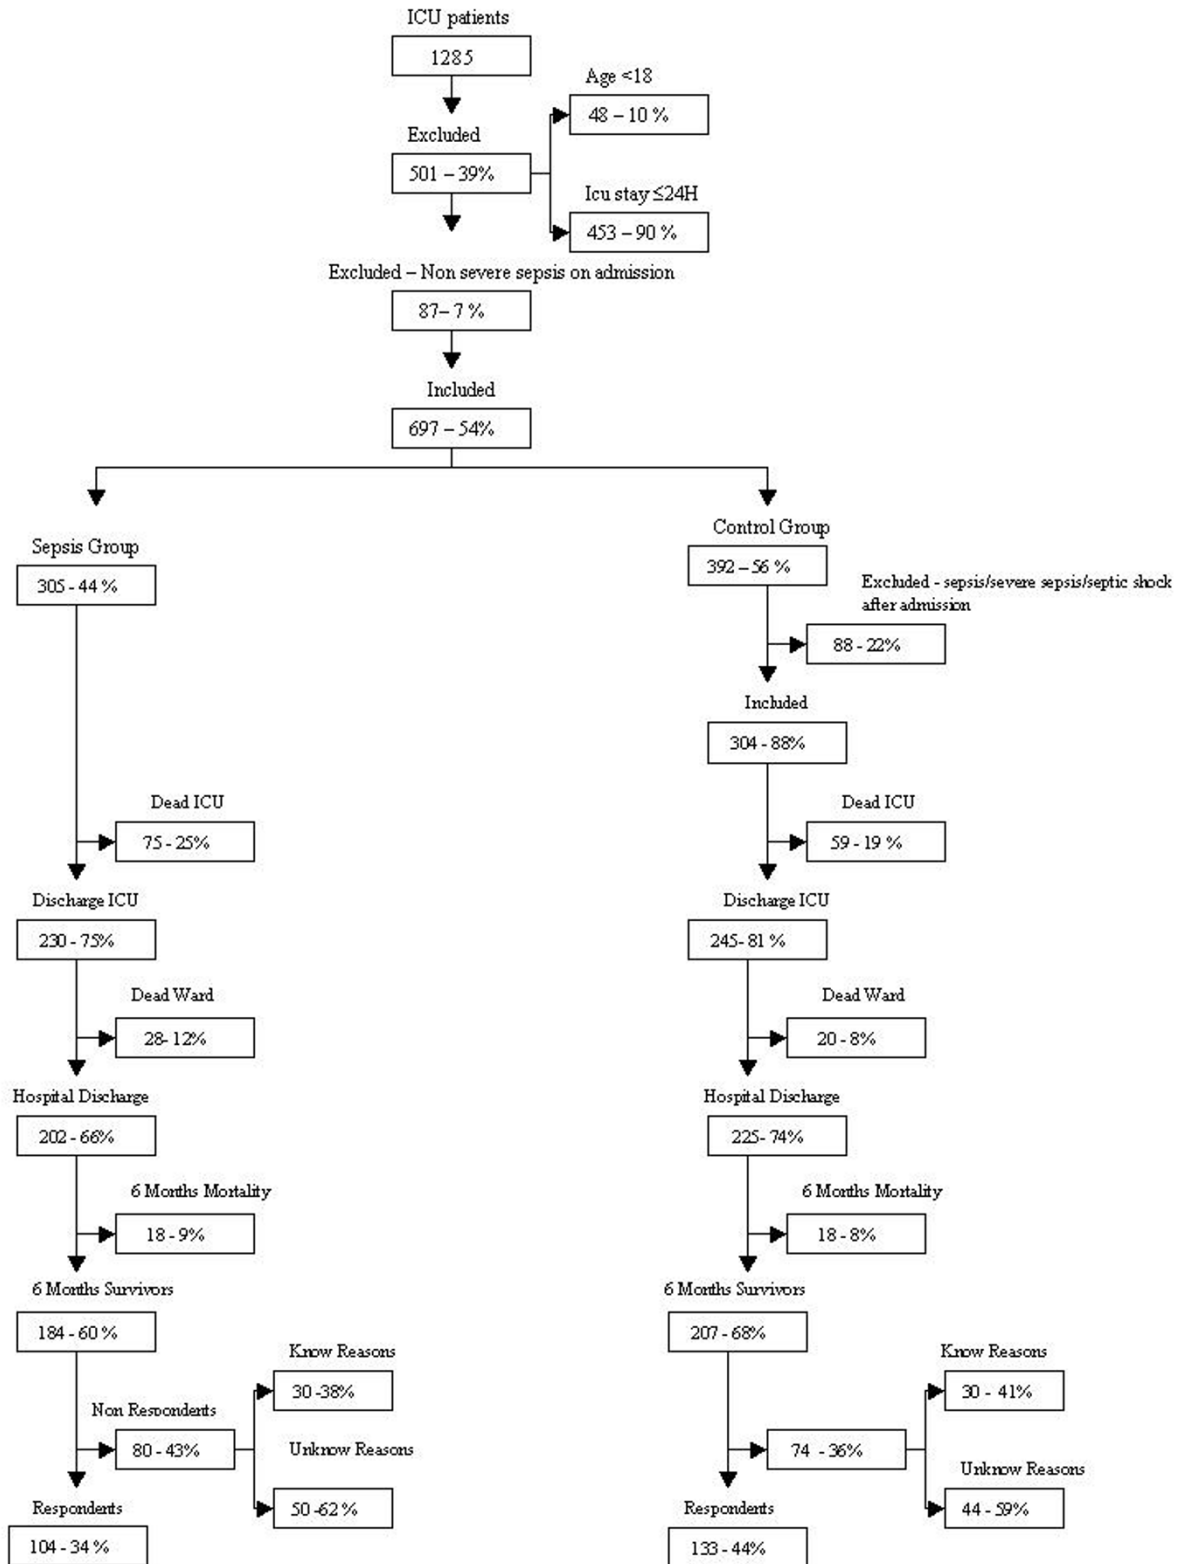 ICU patients
1285
Age <18
48 – 10 %
Excluded
501 – 39%
Icu stay ≤24H
453 – 90 %
Excluded – Non severe sepsis on admission
87– 7 %
Included
697 – 54%
Sepsis Group
305 - 44 %
Control Group
392 – 56 %
Excluded - sepsis/severe sepsis/septic shock
after admission
88 - 22%
Included
304 - 88%
Dead ICU
75 - 25%
Dead ICU
59 - 19 %
Discharge ICU
230 - 75%
Discharge ICU
245- 81 %
Dead Ward
28- 12%
Dead Ward
20 - 8%
Hospital Discharge
202 - 66%
Hospital Discharge
225- 74%
6 Months Mortality
18 - 9%
6 Months Mortality
18 - 8%
6 Months Survivors
184 - 60 %
6 Months Survivors
207 - 68%
Know Reasons
30 -38%
Non Respondents
80 - 43%
Unknow Reasons
50 -62 %
Know Reasons
30 - 41%
74 - 36%
Unknow Reasons
44 - 59%
Respondents
104 - 34 %
Respondents
133 - 44%